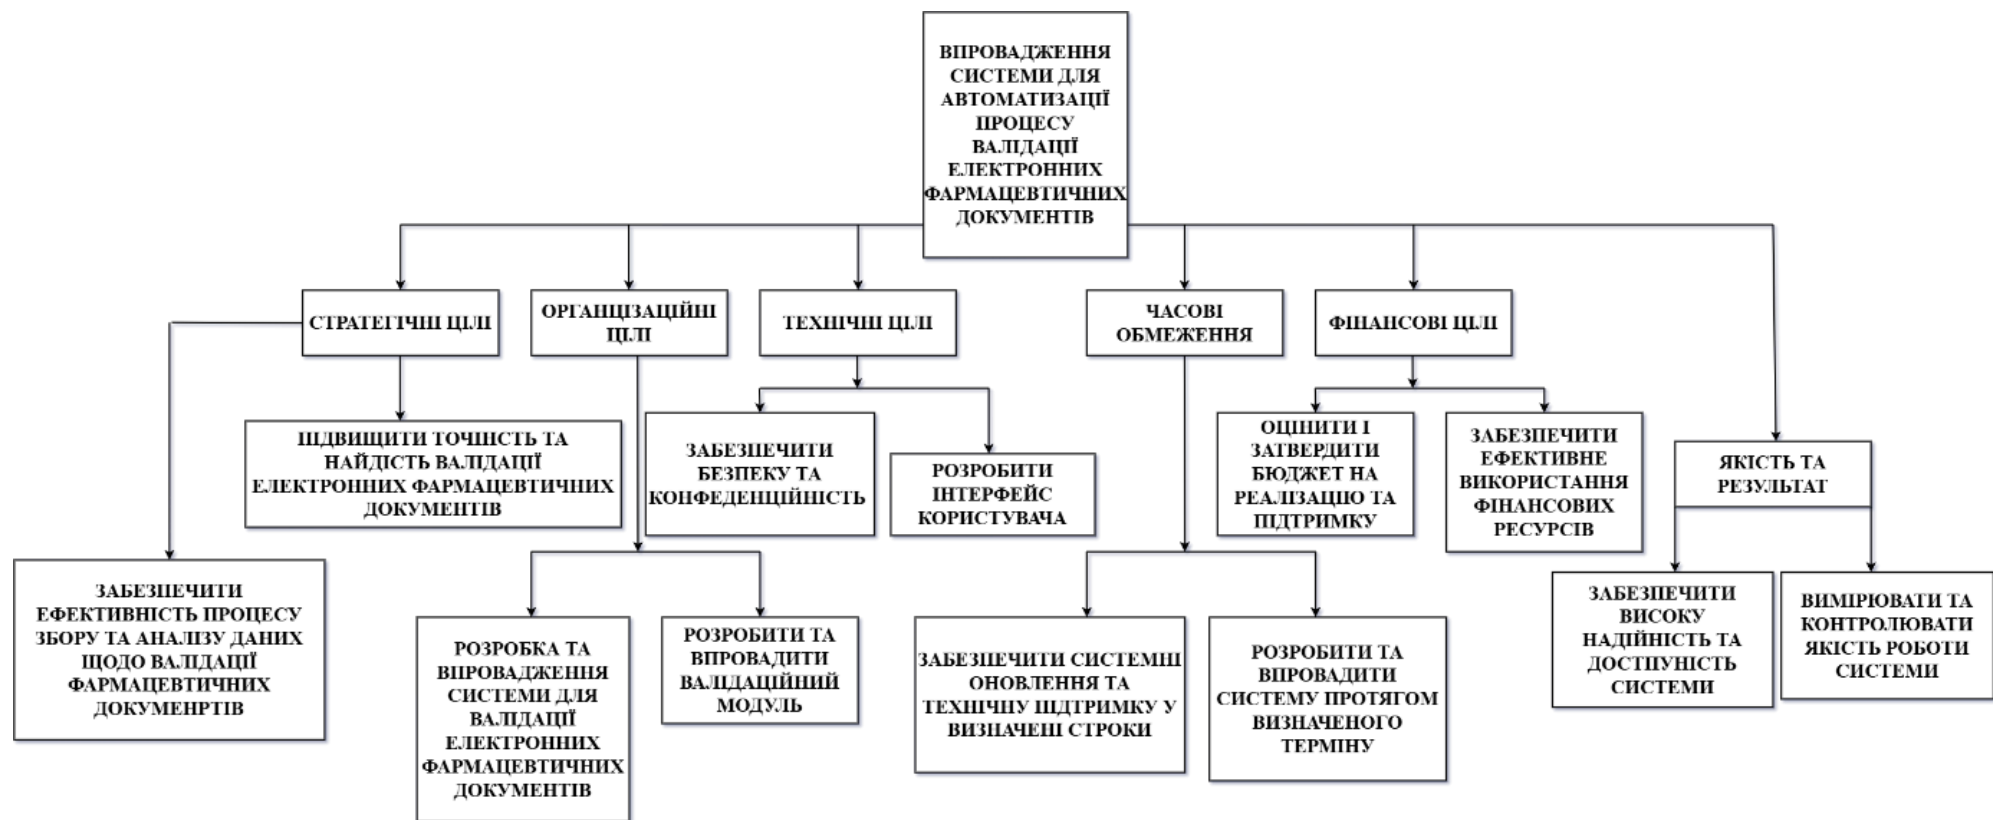 ВПРОВАДЖЕННЯ
СИСТЕМИ ДЛЯ
АВТОМАТИЗАЦІЇ
ПРОЦЕСУ
ВАЛІДАЦІЇ
ЕЛЕКТРОННИХ
ФАРМАЦЕВТИЧНИХ
ДОКУМЕНТІВ
СТРАТЕГІЧНІ ЦІЛІ
ОРГАНЦІЗАЦІЙНІ
ЦІЛІ
ТЕХНІЧНІ ЦІЛІ
ЧАСОВІ
ОБМЕЖЕННЯ
ФІНАНСОВІ ЦІЛІ
ПІДВИЩИТИ ТОЧНІСТЬ ТА
НАЙДІСТЬ ВАЛІДАЦІЇ
ЕЛЕКТРОННИХ ФАРМАЦЕВТИЧНИХ
ДОКУМЕНТІВ
ЗАБЕЗПЕЧИТИ
БЕЗПЕКУ ТА
КОНФЕДЕНЦІЙНІСТЬ
РОЗРОБИТИ
ІНТЕРФЕЙС
КОРИСТУВАЧА
ОЦІНИТИ І
ЗАТВЕРДИТИ
БЮДЖЕТ НА
РЕАЛІЗАЦІЮ ТА
ПІДТРИМКУ
ЗАБЕЗПЕЧИТИ
ЕФЕКТИВНЕ
ВИКОРИСТАННЯ
ФІНАНСОВИХ
РЕСУРСІВ
ЯКІСТЬ ТА
РЕЗУЛЬТАТ
ЗАБЕЗПЕЧИТИ
ЕФЕКТИВНІСТЬ ПРОЦЕСУ
ЗБОРУ ТА АНАЛІЗУ ДАНИХ
ЩОДО ВАЛІДАЦІЇ
ФАРМАЦЕВТИЧНИХ
ДОКУМЕНРТІВ
РОЗРОБКА ТА
ВПРОВАДЖЕННЯ
СИСТЕМИ ДЛЯ
ВАЛІДАЦІЇ
ЕЛЕКТРОННИХ
ФАРМАЦЕВТИЧНИХ
ДОКУМЕНТІВ
РОЗРОБИТИ ТА
ВПРОВАДИТИ
ВАЛІДАЦІЙНИЙ
МОДУЛЬ
ЗАБЕЗПЕЧИТИ СИСТЕМНІ
ОНОВЛЕННЯ ТА
ТЕХНІЧНУ ПІДТРИМКУ У
ВИЗНАЧЕНІ СТРОКИ
РОЗРОБИТИ ТА
ВПРОВАДИТИ
СИСТЕМУ ПРОТЯГОМ
ВИЗНАЧЕНОГО
ТЕРМІНУ
ЗАБЕЗПЕЧИТИ
ВИСОКУ
НАДІЙНІСТЬ ТА
ДОСТПУНІСТЬ
СИСТЕМИ
ВИМІРЮВАТИ ТА
КОНТРОЛЮВАТИ
ЯКІСТЬ РОБОТИ
СИСТЕМИ